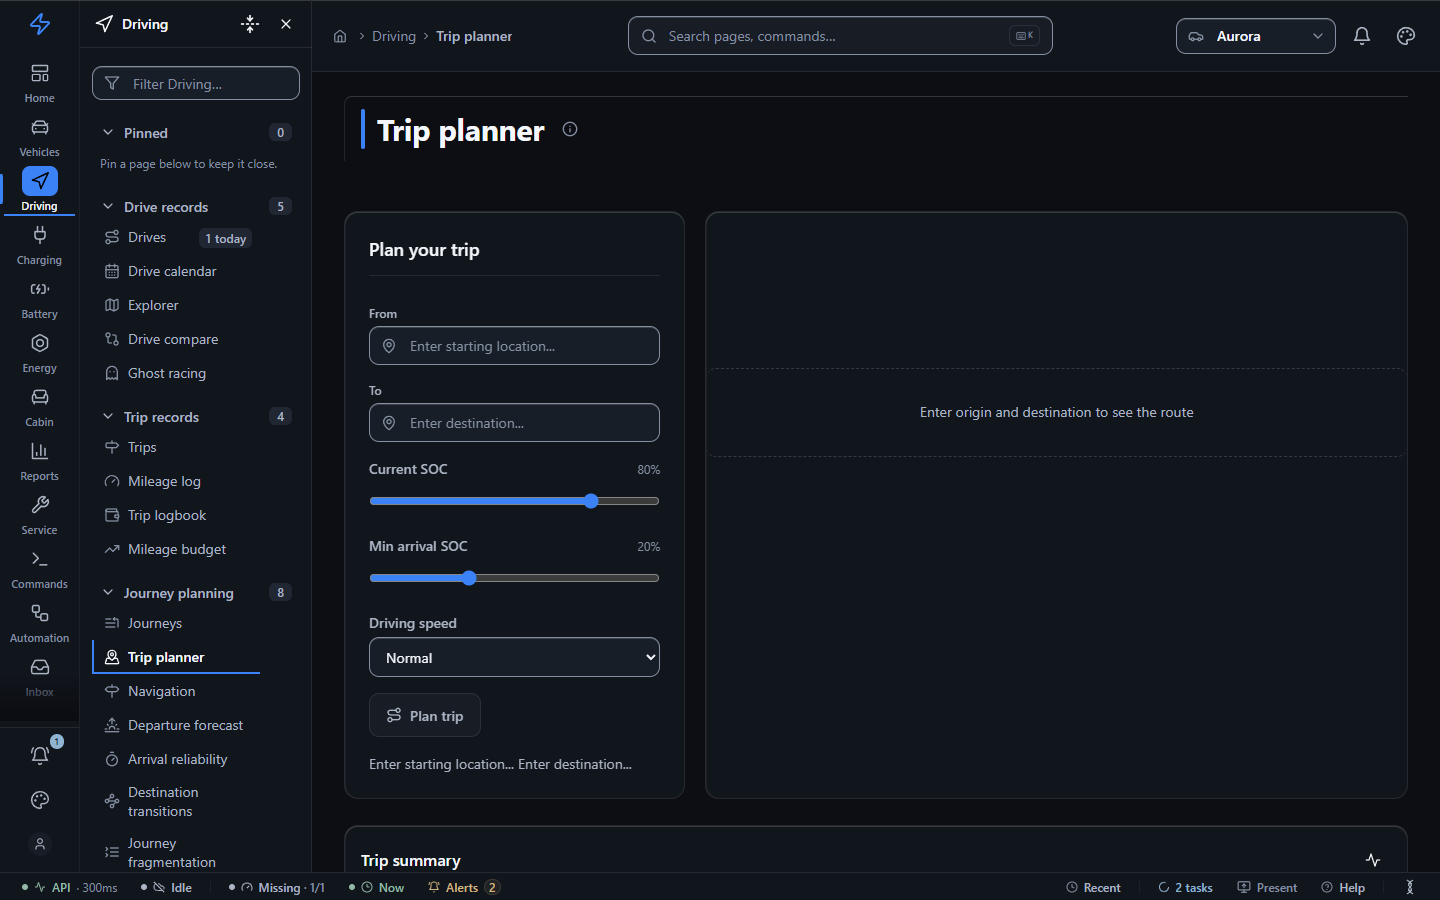 Home
Vehicles
Driving
Charging
Battery
Energy
Cabin
Reports
Service
Commands
Automation
Inbox
1
Driving
Filter Driving...
Pinned 0
Pin a page below to keep it close.
Drive records 5
Drives 1 today
Drive calendar
Explorer
Drive compare
Ghost racing
Trip records 4
Trips
Mileage log
Trip logbook
Mileage budget
Journey planning 8
Journeys
Trip planner
Navigation
Departure forecast
Arrival reliability
Destination
transitions
Journey
fragmentation
Driving > Trip planner
Search pages, commands... K
Aurora
Trip planner
Plan your trip
From
Enter starting location...
To
Enter destination...
Current SOC 80%
Min arrival SOC 20%
Driving speed
Normal
Plan trip
Enter starting location... Enter destination...
Enter origin and destination to see the route
Trip summary
API · 300ms Idle Missing · 1/1 Now Alerts 2 Recent 2 tasks Present Help